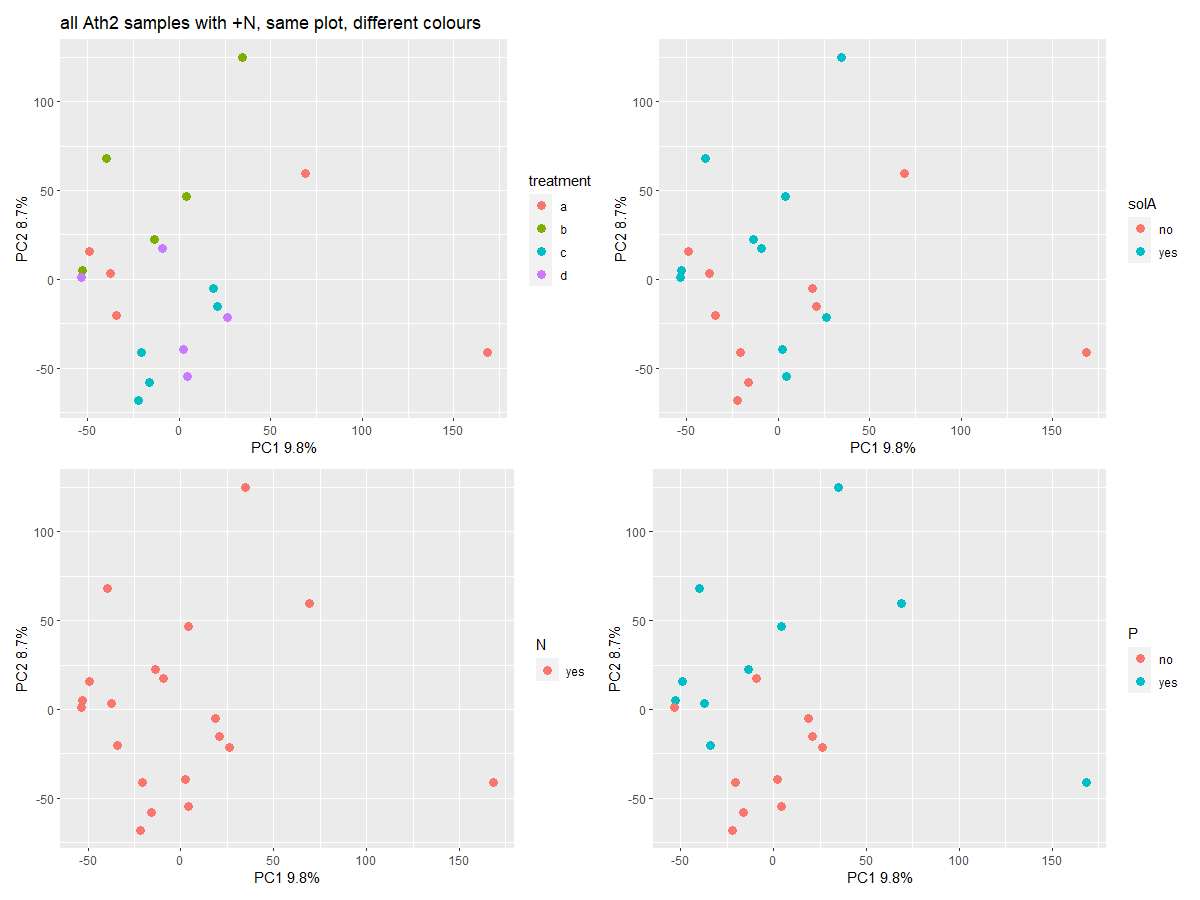 all Ath2 samples with +N, same plot, different colours
100
50
0
-50
PC2 8.7%
-50
0
50
100
150
PC1 9.8%
treatment
a
b
c
d
100
50
0
-50
PC2 8.7%
-50
0
50
100
150
PC1 9.8%
solA
no
yes
100
50
0
-50
PC2 8.7%
-50
0
50
100
150
PC1 9.8%
N
yes
100
50
0
-50
PC2 8.7%
-50
0
50
100
150
PC1 9.8%
P
no
yes